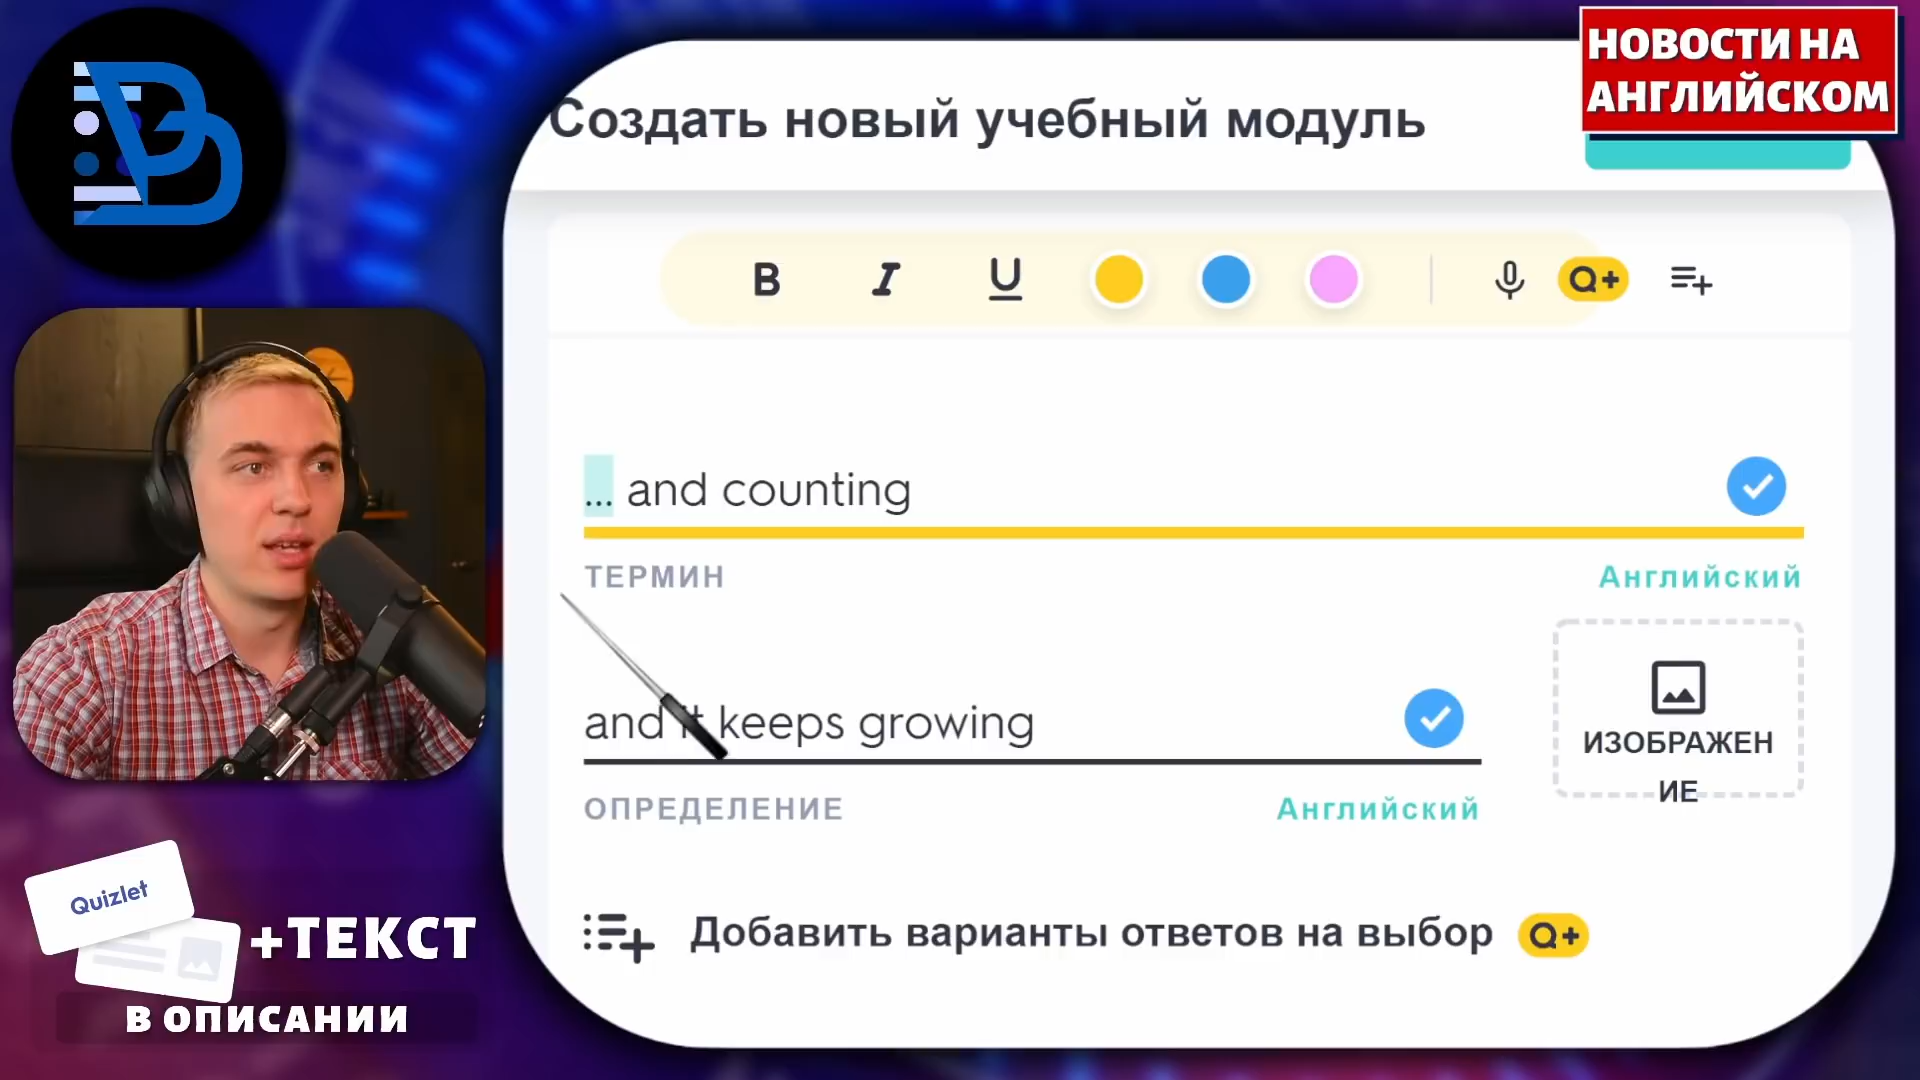 НОВОСТИ НА
АНГЛИЙСКОМ
Создать новый учебный модуль
B I U Q+
... and counting
ТЕРМИН Английский
and it keeps growing
ИЗОБРАЖЕН
ИЕ
ОПРЕДЕЛЕНИЕ Английский
Добавить варианты ответов на выбор Q+
Quizlet
+ТЕКСТ
В ОПИСАНИИ